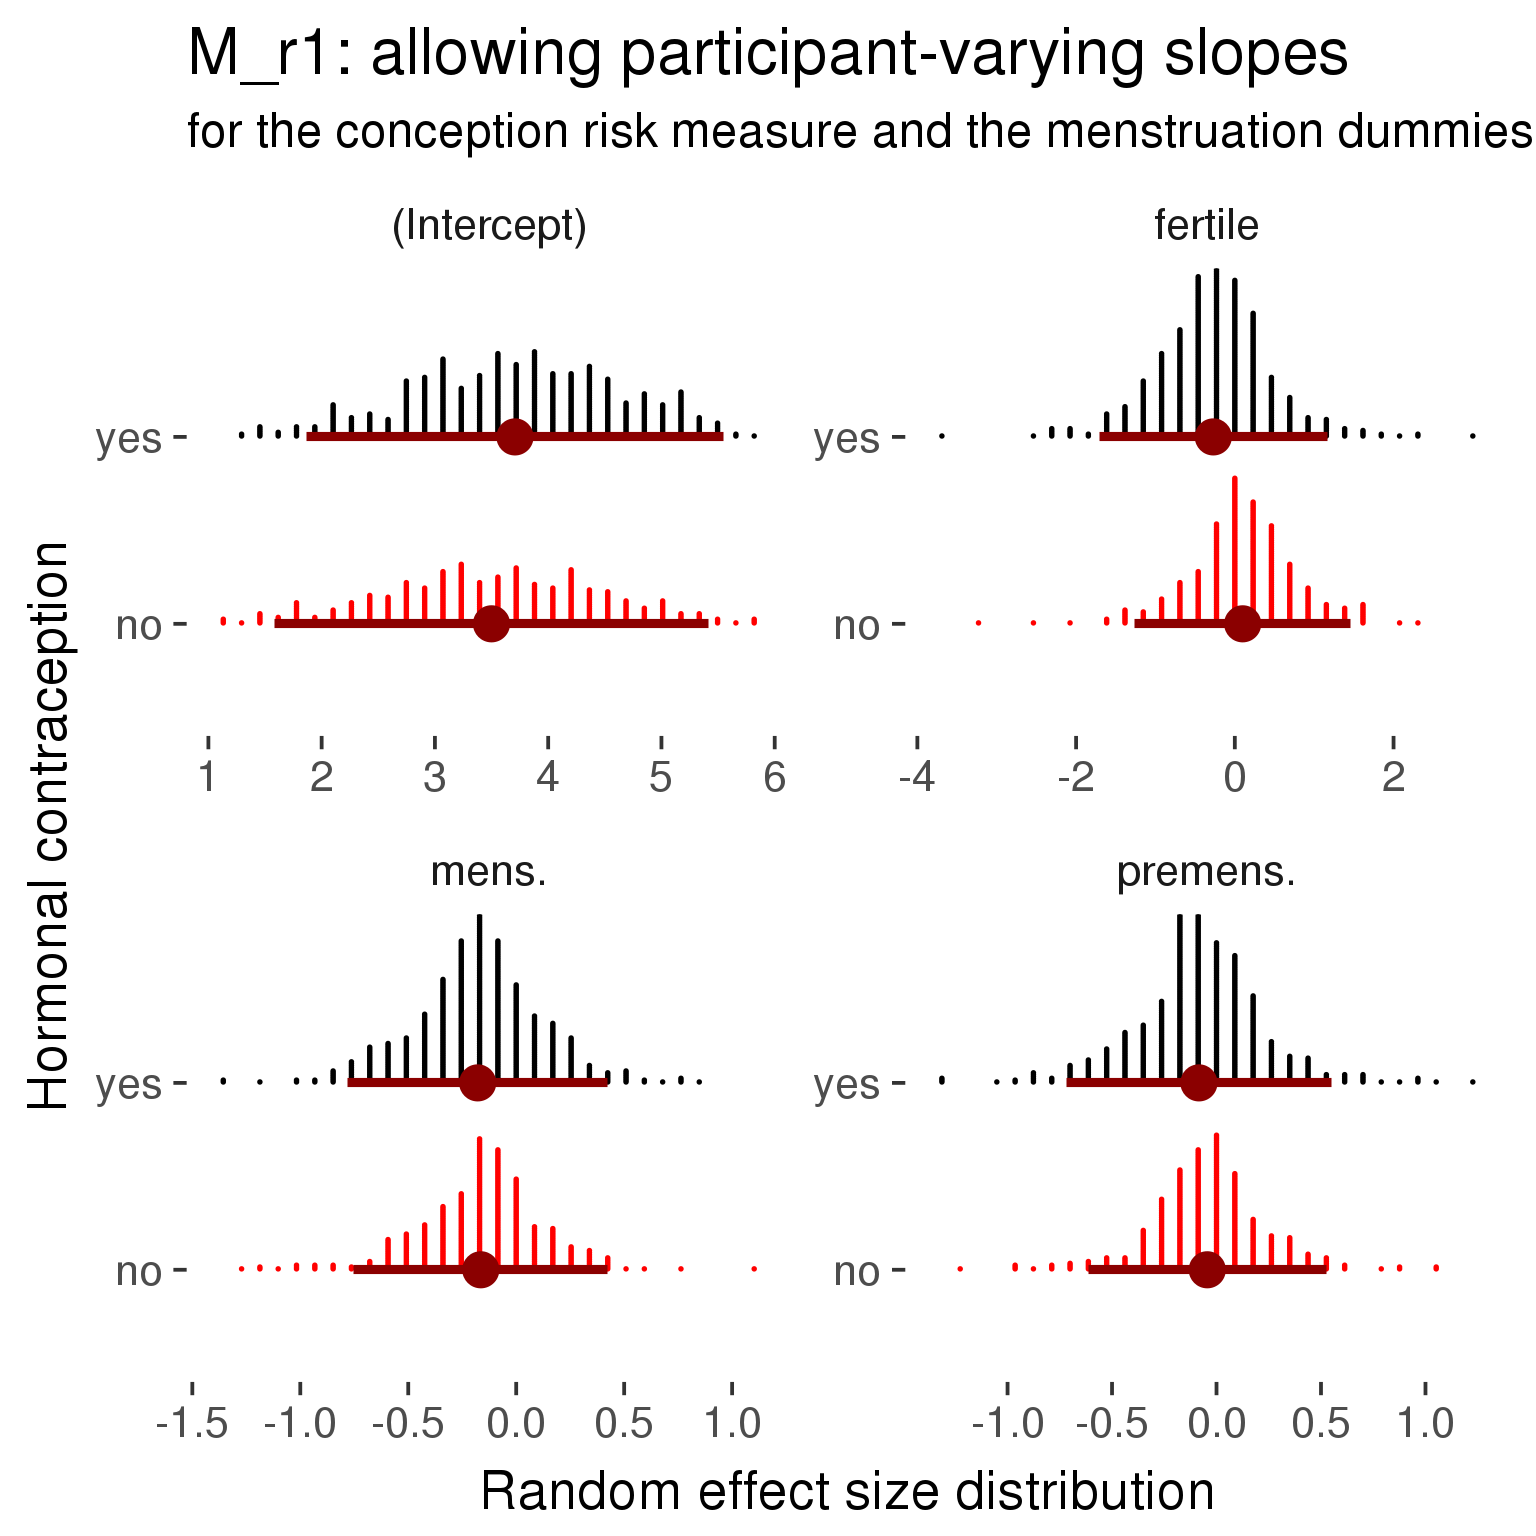 M_r1: allowing participant-varying slopes
for the conception risk measure and the menstruation dummies
(Intercept)
fertile
yes
no
yes
no
1 2 3 4 5 6
-4 -2 0 2
Hormonal contraception
mens.
premens.
yes
no
yes
no
-1.5 -1.0 -0.5 0.0 0.5 1.0
-1.0 -0.5 0.0 0.5 1.0
Random effect size distribution